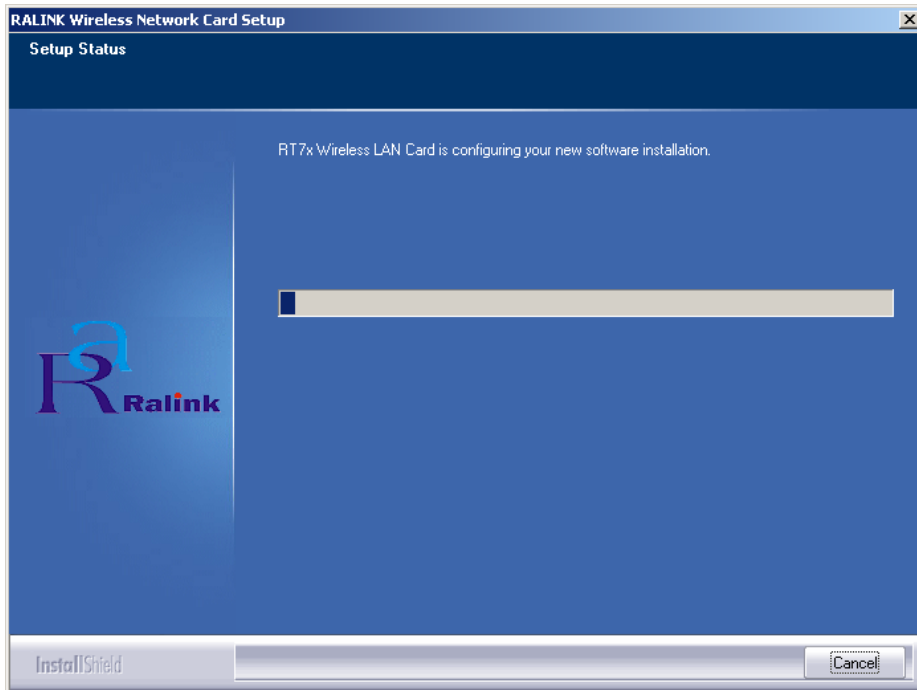 RALINK Wireless Network Card Setup
Setup Status
RT7x Wireless LAN Card is configuring your new software installation.
Ra
Ralink
InstallShield
Cancel